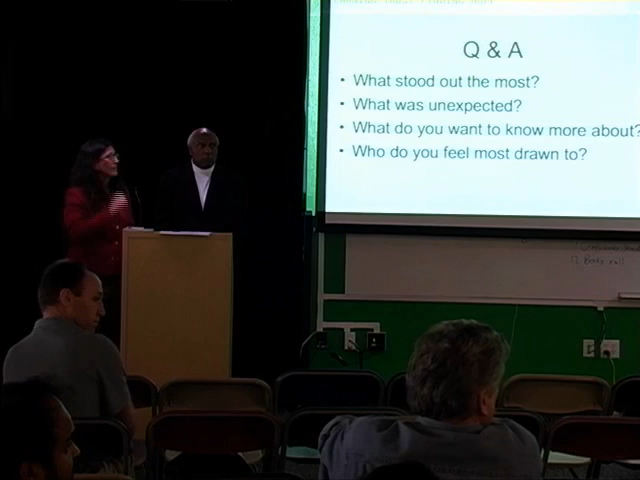 Q & A
• What stood out the most?
• What was unexpected?
• What do you want to know more about?
• Who do you feel most drawn to?